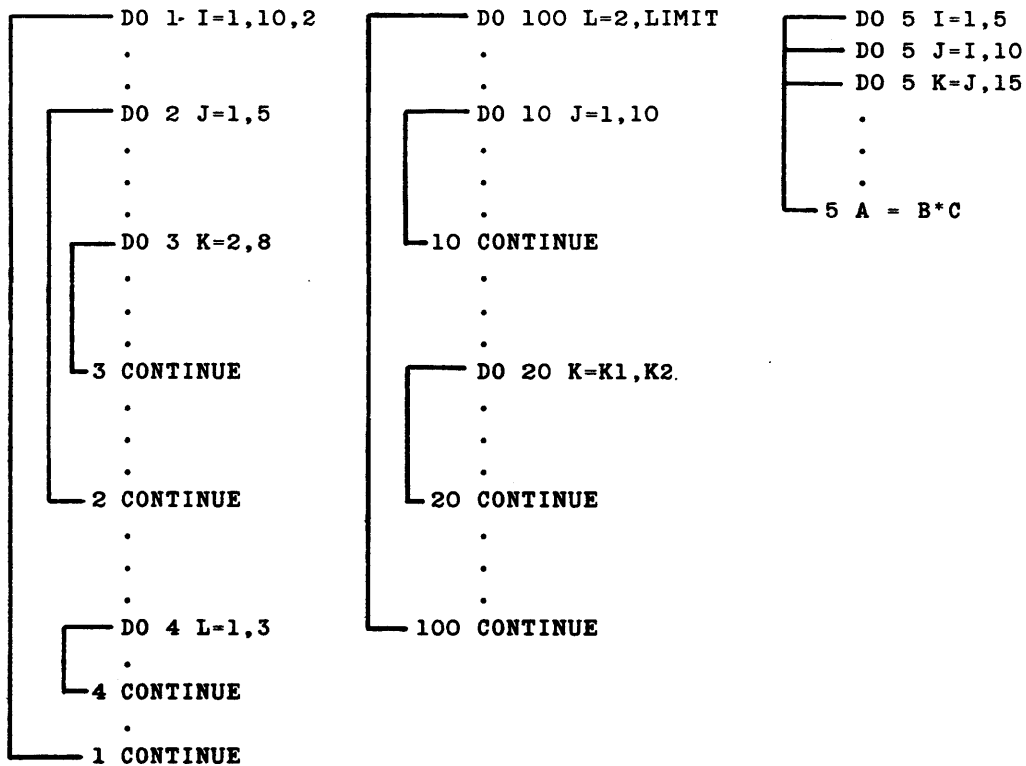 DO 1 I=1,10,2
.
.
DO 2 J=1,5
.
.
.
DO 3 K=2,8
.
.
.
3 CONTINUE
.
.
.
2 CONTINUE
.
.
.
DO 4 L=1,3
.
4 CONTINUE
.
1 CONTINUE
DO 100 L=2,LIMIT
.
.
DO 10 J=1,10
.
.
.
10 CONTINUE
.
.
.
DO 20 K=K1,K2
.
.
.
20 CONTINUE
.
.
.
100 CONTINUE
DO 5 I=1,5
DO 5 J=I,10
DO 5 K=J,15
.
.
.
5 A = B*C